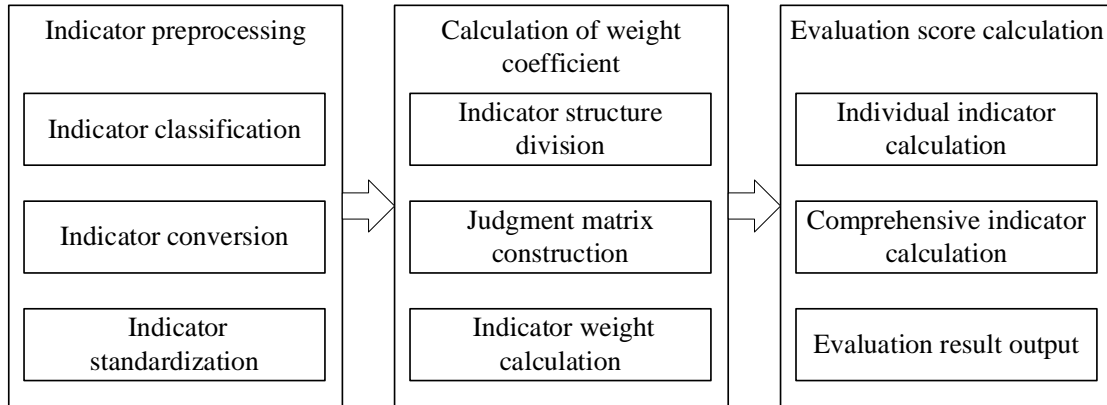 Indicator preprocessing
Indicator classification
Indicator conversion
Indicator
standardization
Calculation of weight
coefficient
Indicator structure
division
Judgment matrix
construction
Indicator weight
calculation
Evaluation score calculation
Individual indicator
calculation
Comprehensive indicator
calculation
Evaluation result output